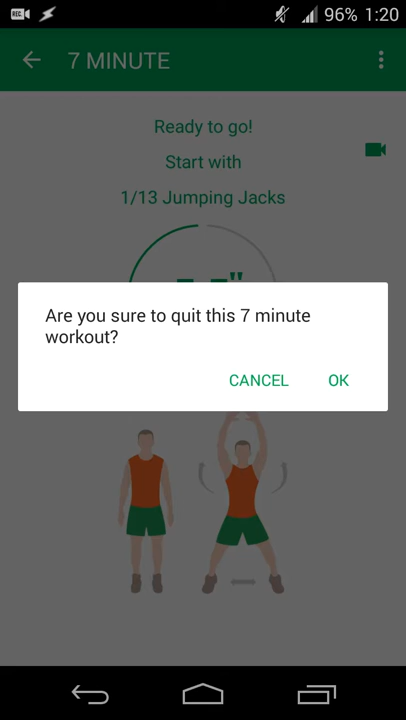 REC 96% 1:20
7 MINUTE
Ready to go!
Start with
1/13 Jumping Jacks
Are you sure to quit this 7 minute
workout?
CANCEL OK